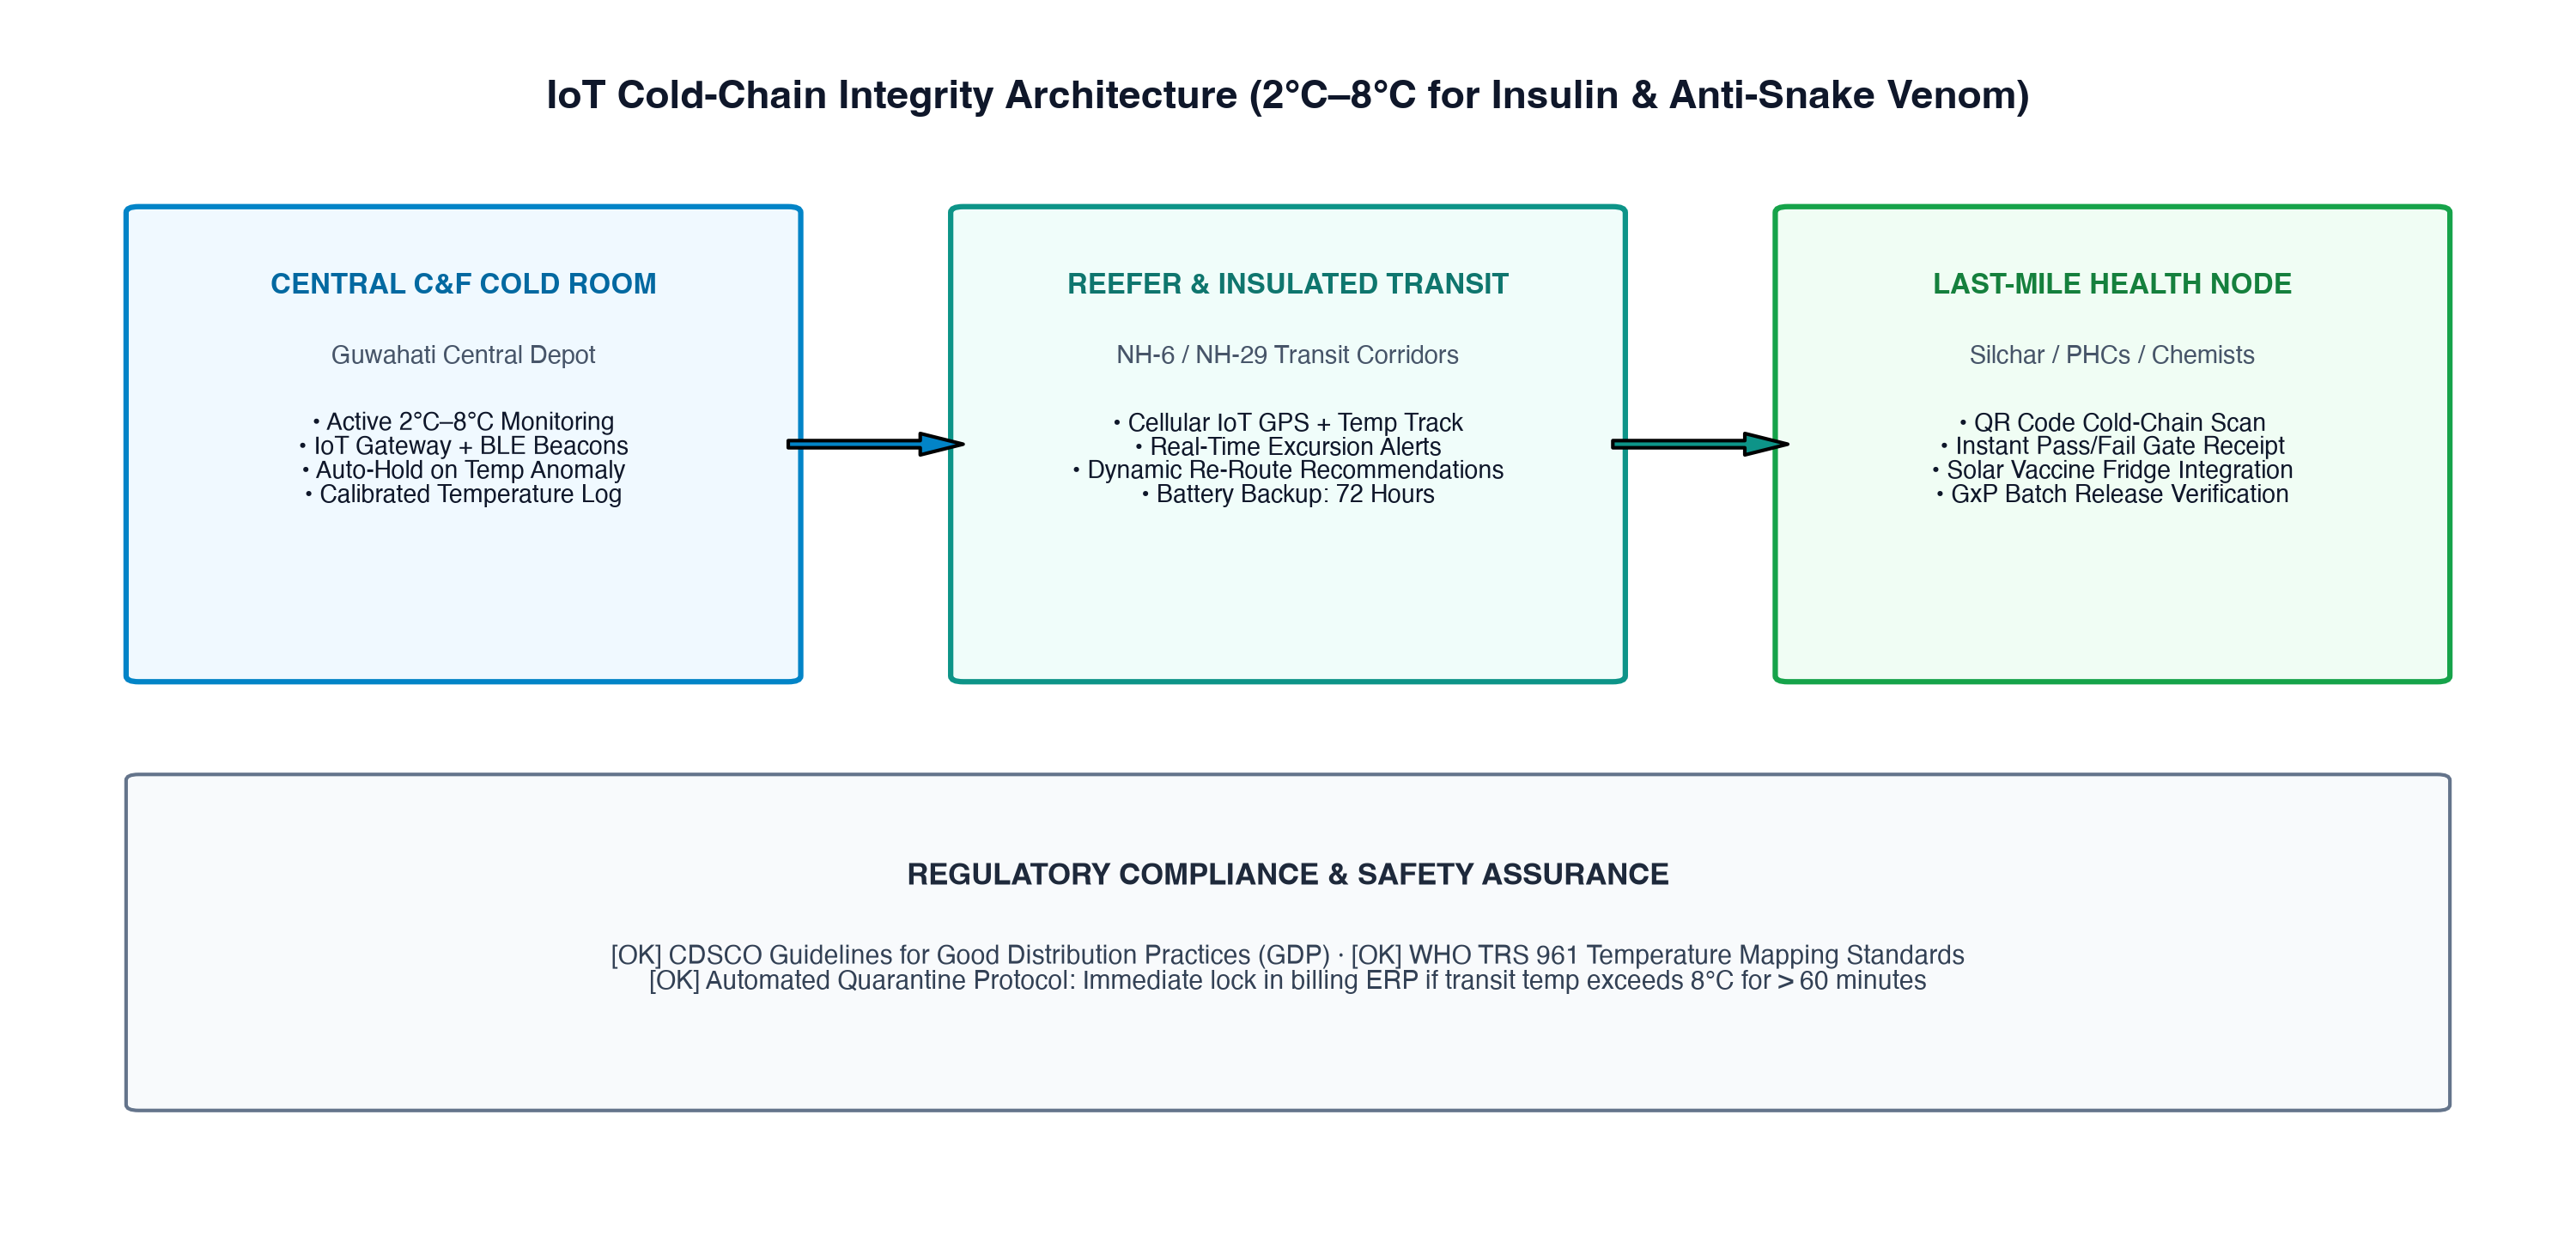 IoT Cold-Chain Integrity Architecture (2°C–8°C for Insulin & Anti-Snake Venom)
CENTRAL C&F COLD ROOM
Guwahati Central Depot
• Active 2°C–8°C Monitoring
• IoT Gateway + BLE Beacons
• Auto-Hold on Temp Anomaly
• Calibrated Temperature Log
REEFER & INSULATED TRANSIT
NH-6 / NH-29 Transit Corridors
• Cellular IoT GPS + Temp Track
• Real-Time Excursion Alerts
• Dynamic Re-Route Recommendations
• Battery Backup: 72 Hours
LAST-MILE HEALTH NODE
Silchar / PHCs / Chemists
• QR Code Cold-Chain Scan
• Instant Pass/Fail Gate Receipt
• Solar Vaccine Fridge Integration
• GxP Batch Release Verification
REGULATORY COMPLIANCE & SAFETY ASSURANCE
[OK] CDSCO Guidelines for Good Distribution Practices (GDP) · [OK] WHO TRS 961 Temperature Mapping Standards
[OK] Automated Quarantine Protocol: Immediate lock in billing ERP if transit temp exceeds 8°C for > 60 minutes